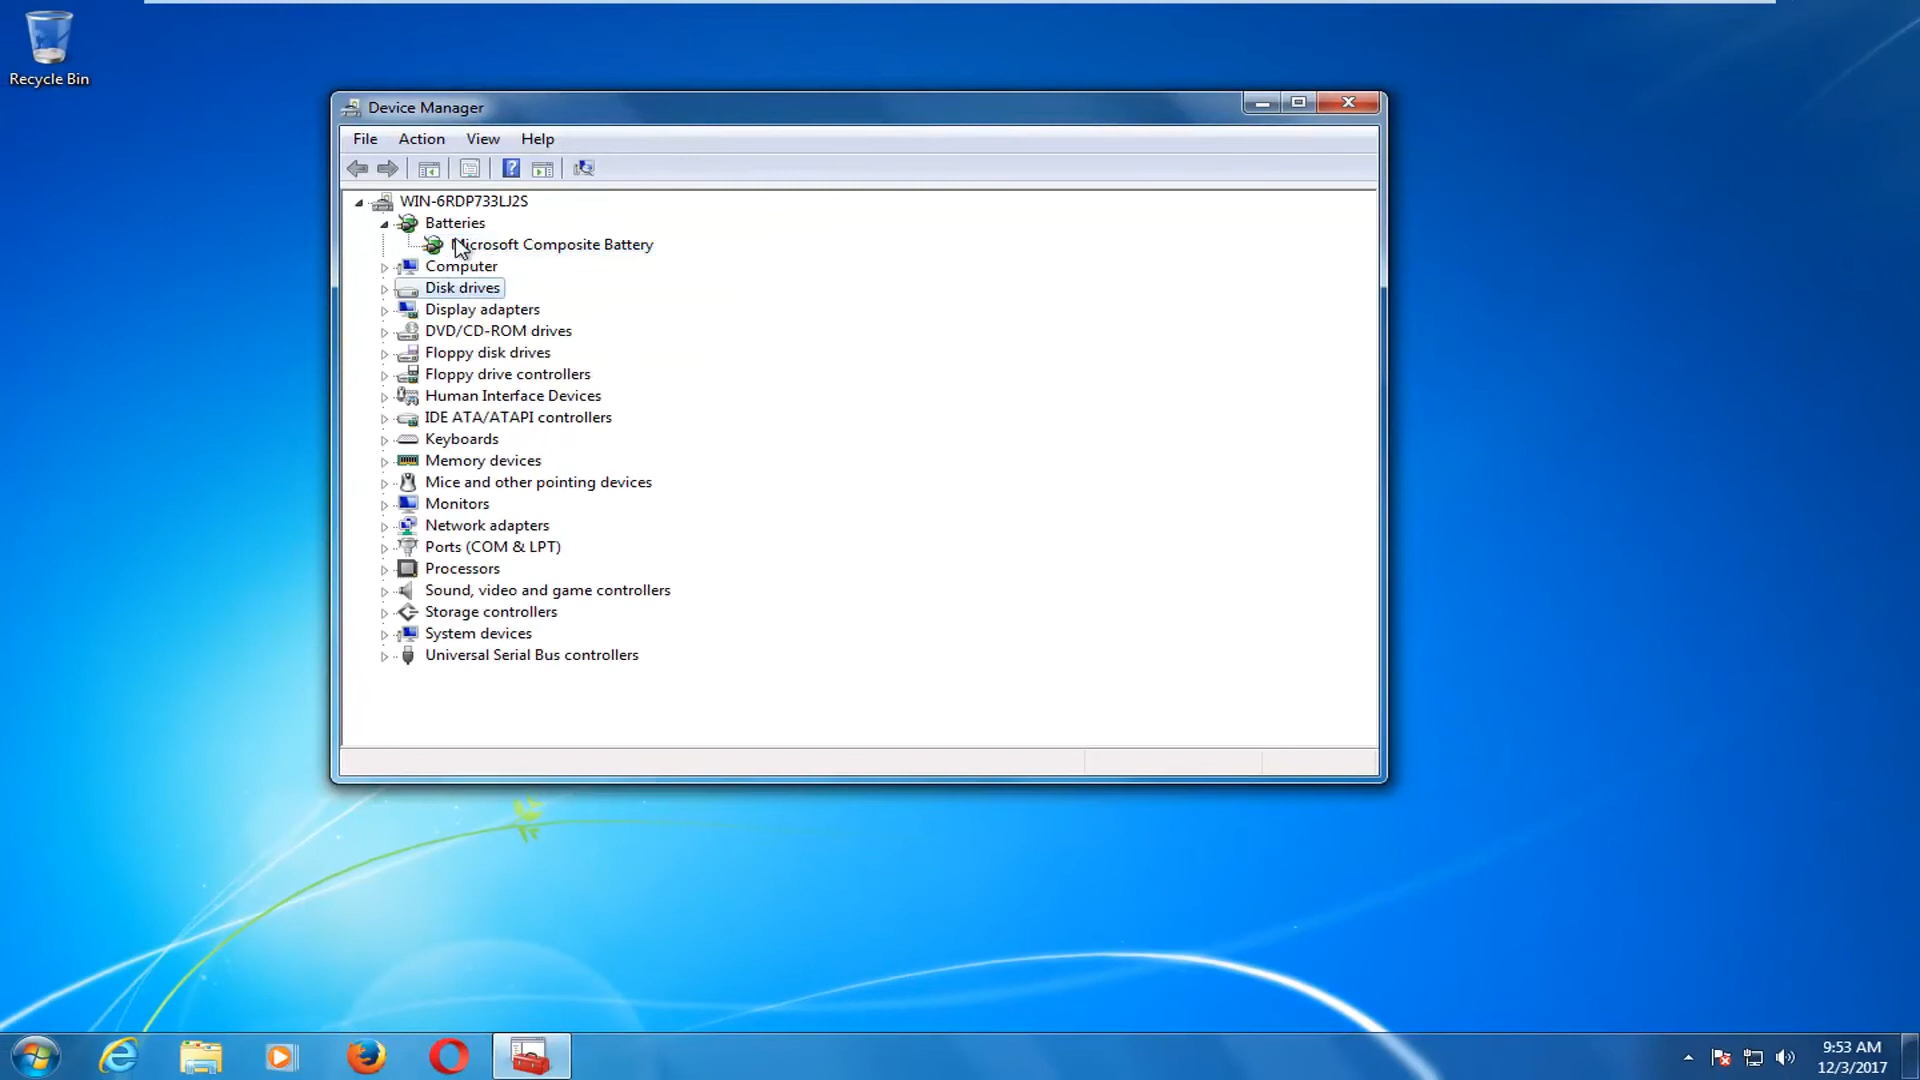 Recycle Bin
Device Manager
File Action View Help
WIN-6RDP733LJ2S
Batteries
Microsoft Composite Battery
Computer
Disk drives
Display adapters
DVD/CD-ROM drives
Floppy disk drives
Floppy drive controllers
Human Interface Devices
IDE ATA/ATAPI controllers
Keyboards
Memory devices
Mice and other pointing devices
Monitors
Network adapters
Ports (COM & LPT)
Processors
Sound, video and game controllers
Storage controllers
System devices
Universal Serial Bus controllers
9:53 AM
12/3/2017